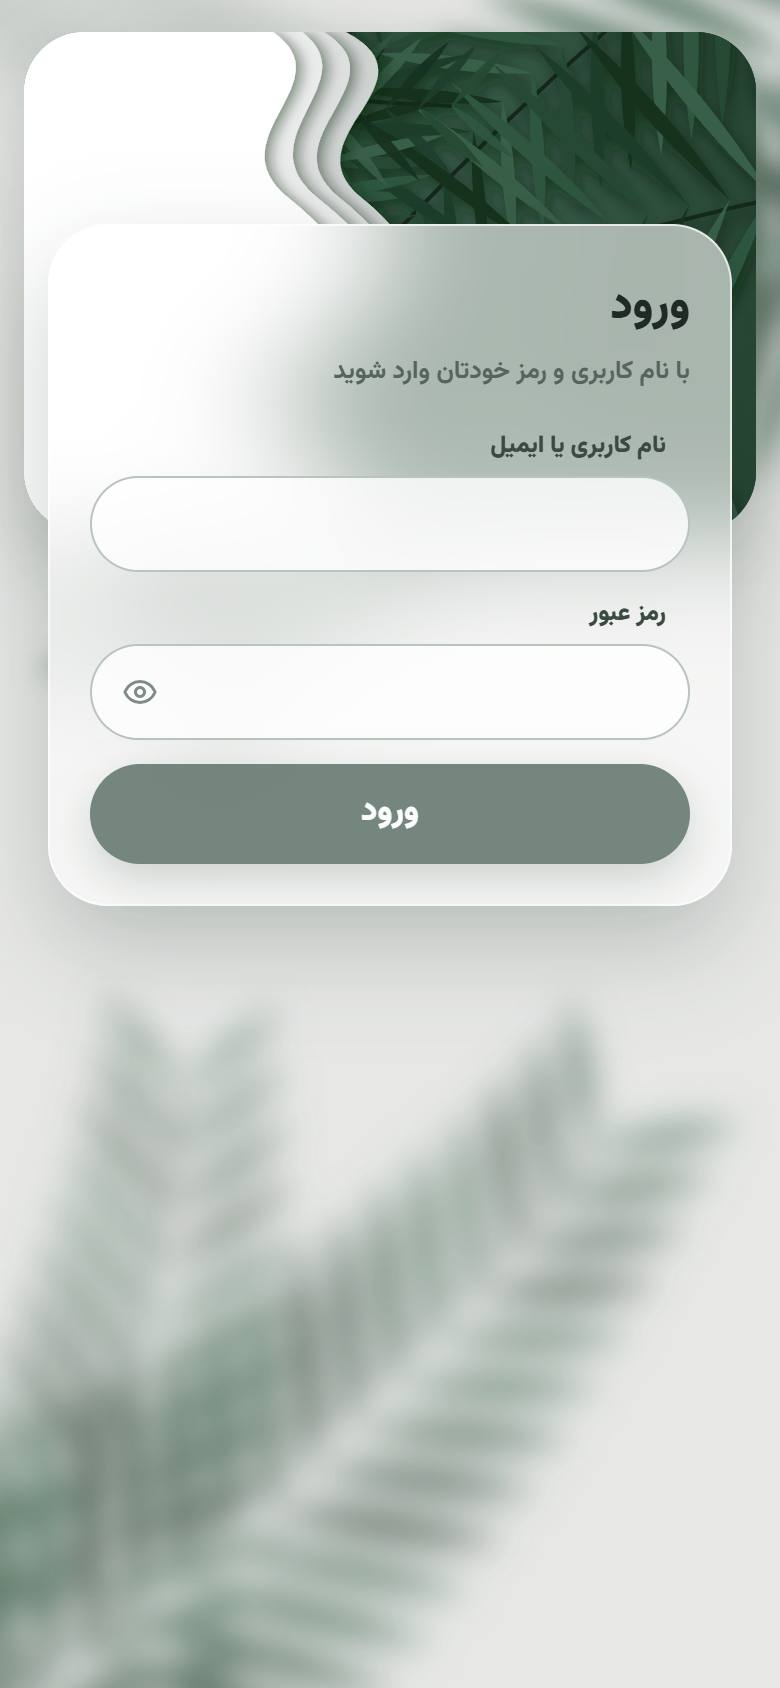 ورود
با نام کاربری و رمز خودتان وارد شوید
نام کاربری یا ایمیل
رمز عبور
ورود